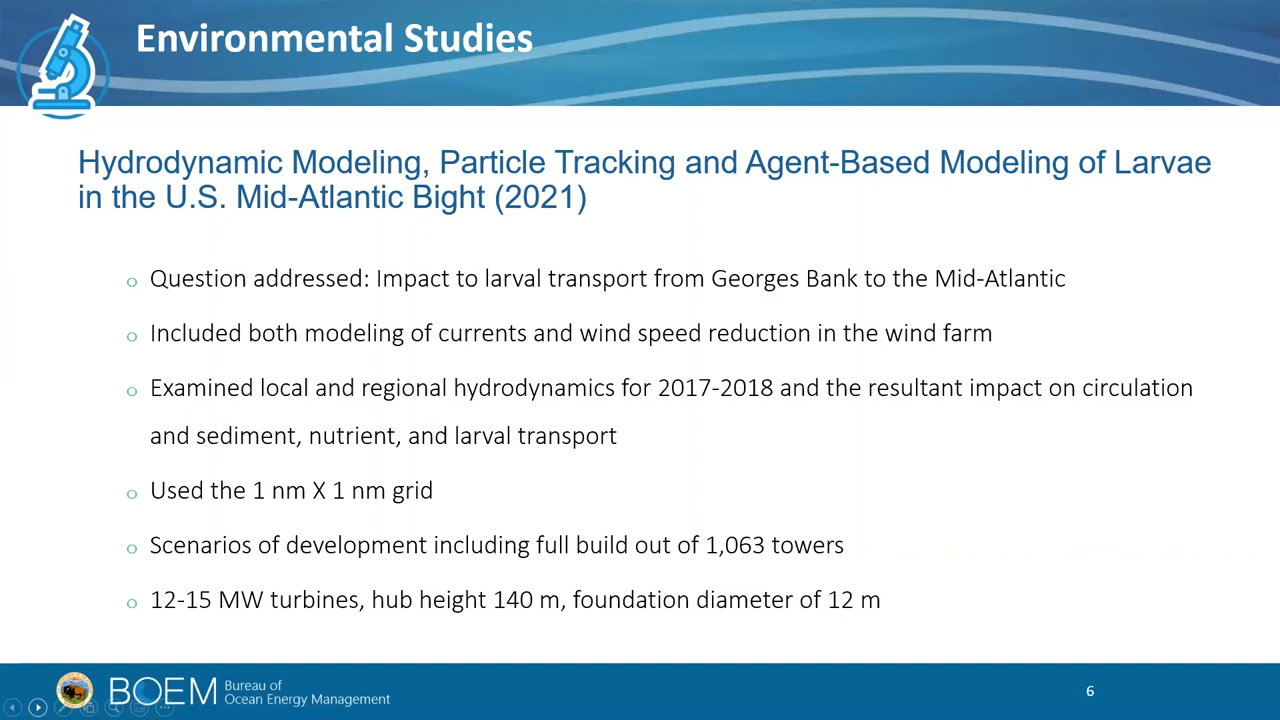 Environmental Studies
Hydrodynamic Modeling, Particle Tracking and Agent-Based Modeling of Larvae
in the U.S. Mid-Atlantic Bight (2021)
o Question addressed: Impact to larval transport from Georges Bank to the Mid-Atlantic
o Included both modeling of currents and wind speed reduction in the wind farm
o Examined local and regional hydrodynamics for 2017-2018 and the resultant impact on circulation
and sediment, nutrient, and larval transport
o Used the 1 nm X 1 nm grid
o Scenarios of development including full build out of 1,063 towers
o 12-15 MW turbines, hub height 140 m, foundation diameter of 12 m
BOEM
Bureau of
Ocean Energy Management
6